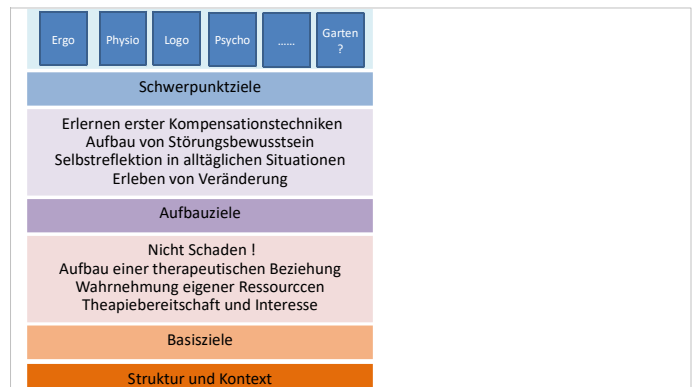 Ergo
Physio
Logo
Psycho
......
Garten
?
Schwerpunktziele
Erlernen erster Kompensationstechniken
Aufbau von Störungsbewusstsein
Selbstreflektion in alltäglichen Situationen
Erleben von Veränderung
Aufbauziele
Nicht Schaden !
Aufbau einer therapeutischen Beziehung
Wahrnehmung eigener Ressourccen
Theapiebereitschaft und Interesse
Basisziele
Struktur und Kontext